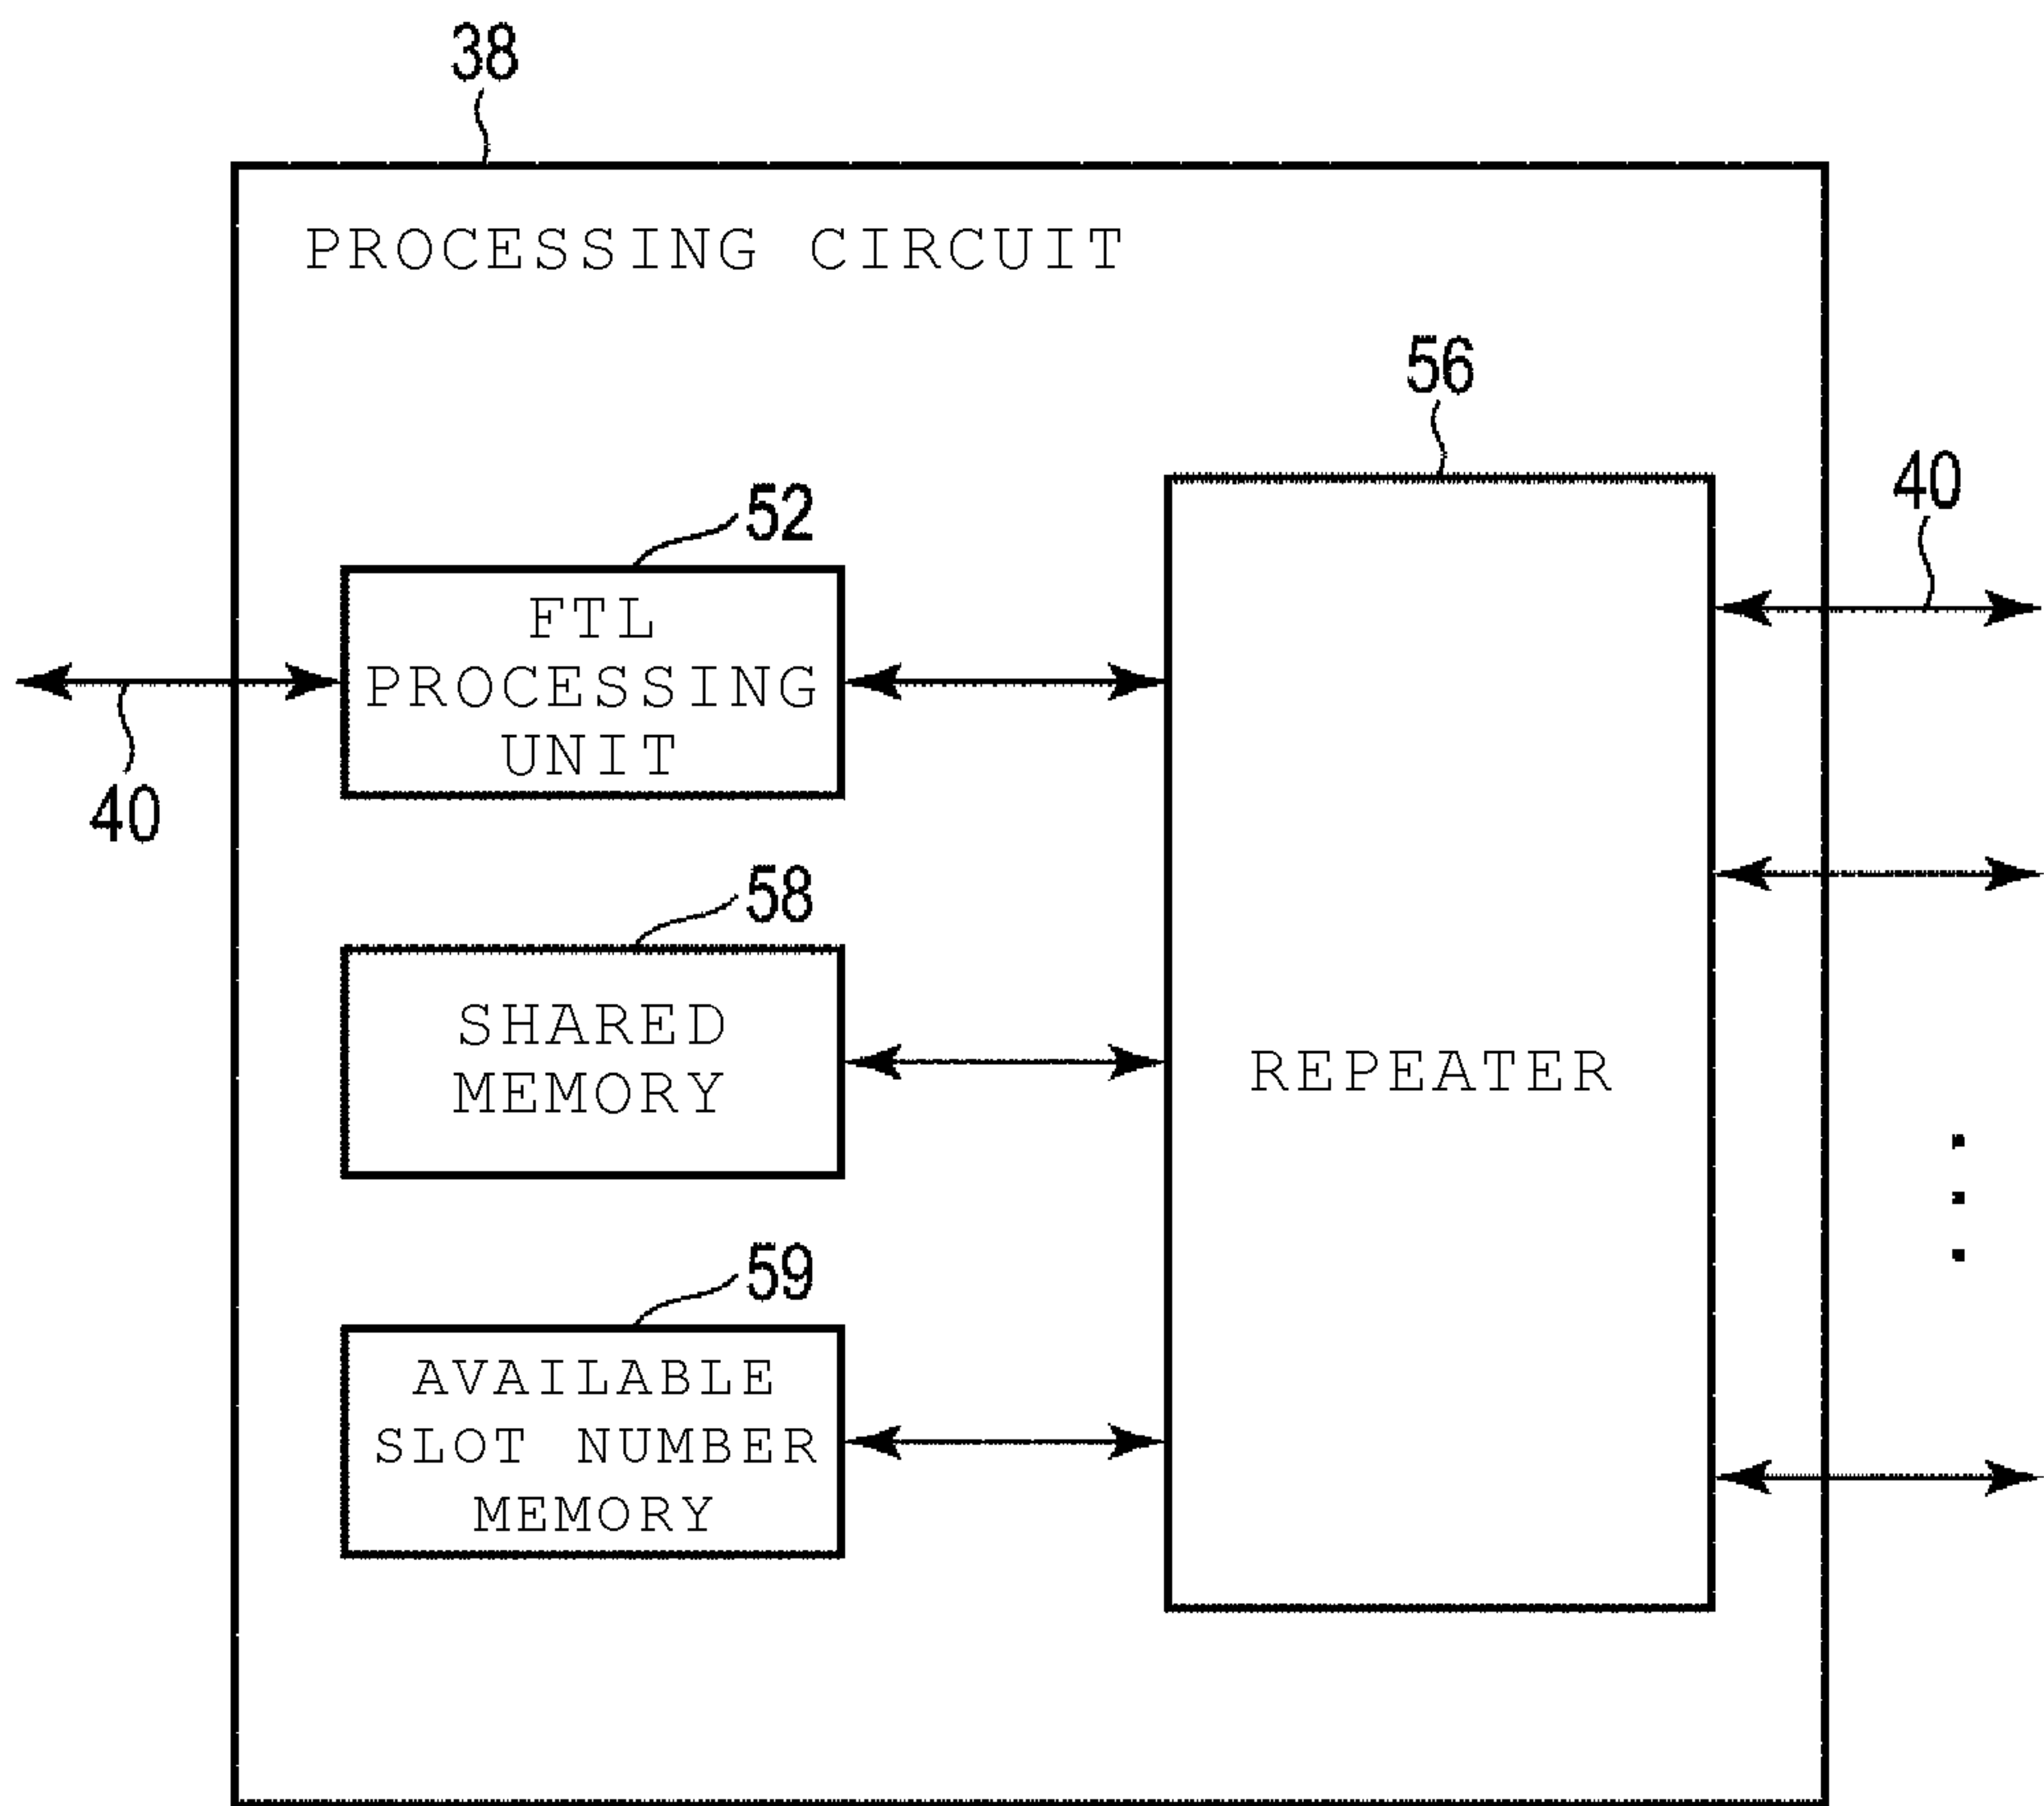 38
PROCESSING CIRCUIT
56
40
52
FTL
PROCESSING
UNIT
40
58
SHARED
MEMORY
REPEATER
59
AVAILABLE
SLOT NUMBER
MEMORY